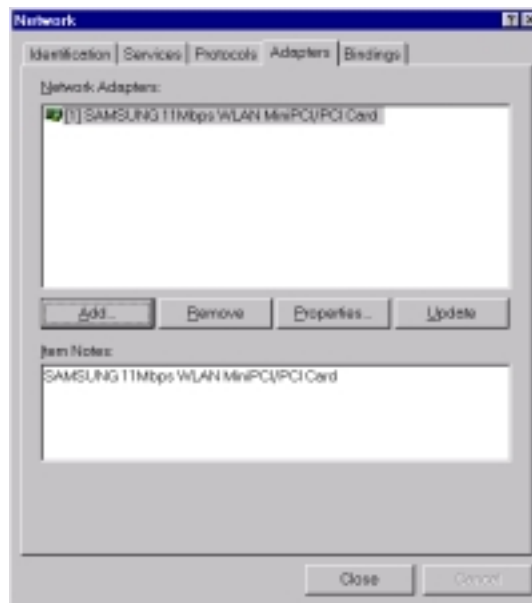 Network
Identification Services Protocols Adapters Bindings
Network Adapters:
[1] SAMSUNG 11Mbps WLAN MiniPCI/PCI Card
Add... Remove Properties... Update
Item Notes:
SAMSUNG 11Mbps WLAN MiniPCI/PCI Card
Close Cancel